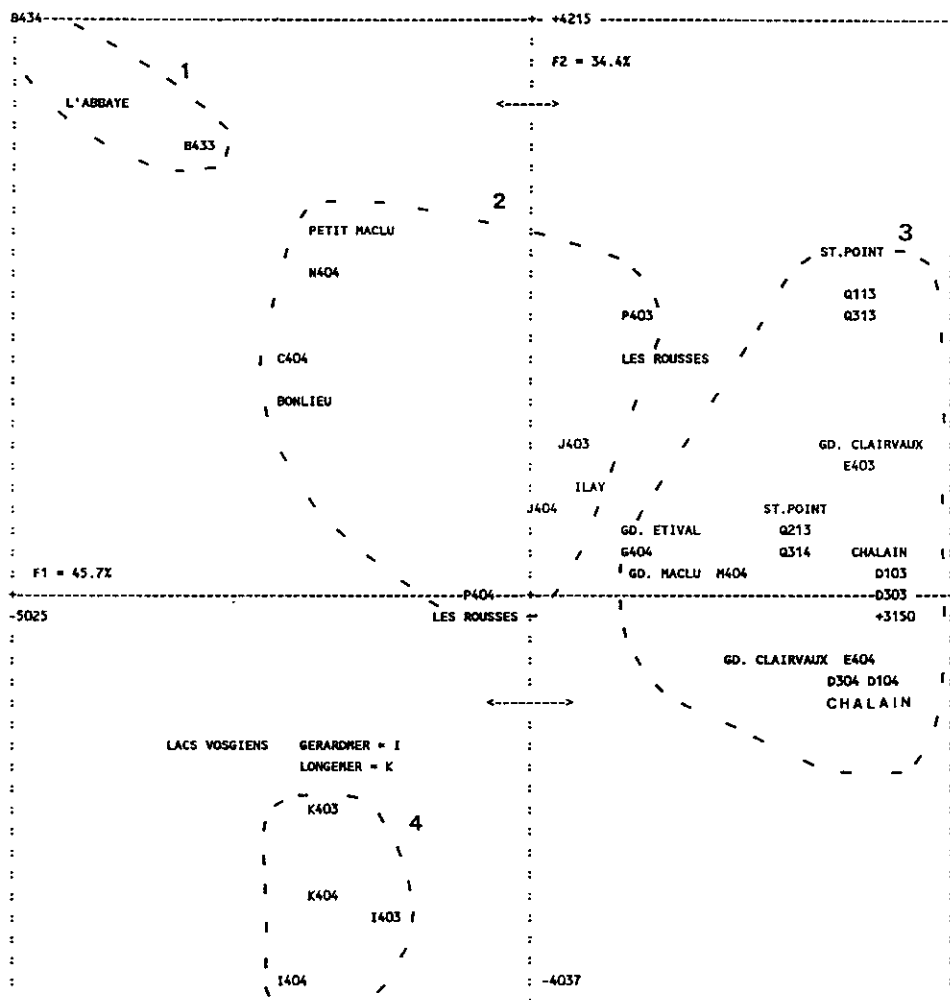 B434 +4215
F2 = 34.4%
1
L'ABBAYE <----->
B433
2
PETIT MACLU 3
ST.POINT
N404
Q113
P403 Q313
C404 LES ROUSSES
BONLIEU
J403 GD. CLAIRVAUX
E403
ILAY
J404 ST.POINT
GD. ETIVAL Q213
G404 Q314 CHALAIN
F1 = 45.7% GD. MACLU M404 D103
P404 D303
-5025 LES ROUSSES +3150
GD. CLAIRVAUX E404
D304 D104
<-------> CHALAIN
LACS VOSGIENS GERARDMER = I
LONGEMER = K
K403
4
K404
I403
I404 -4037